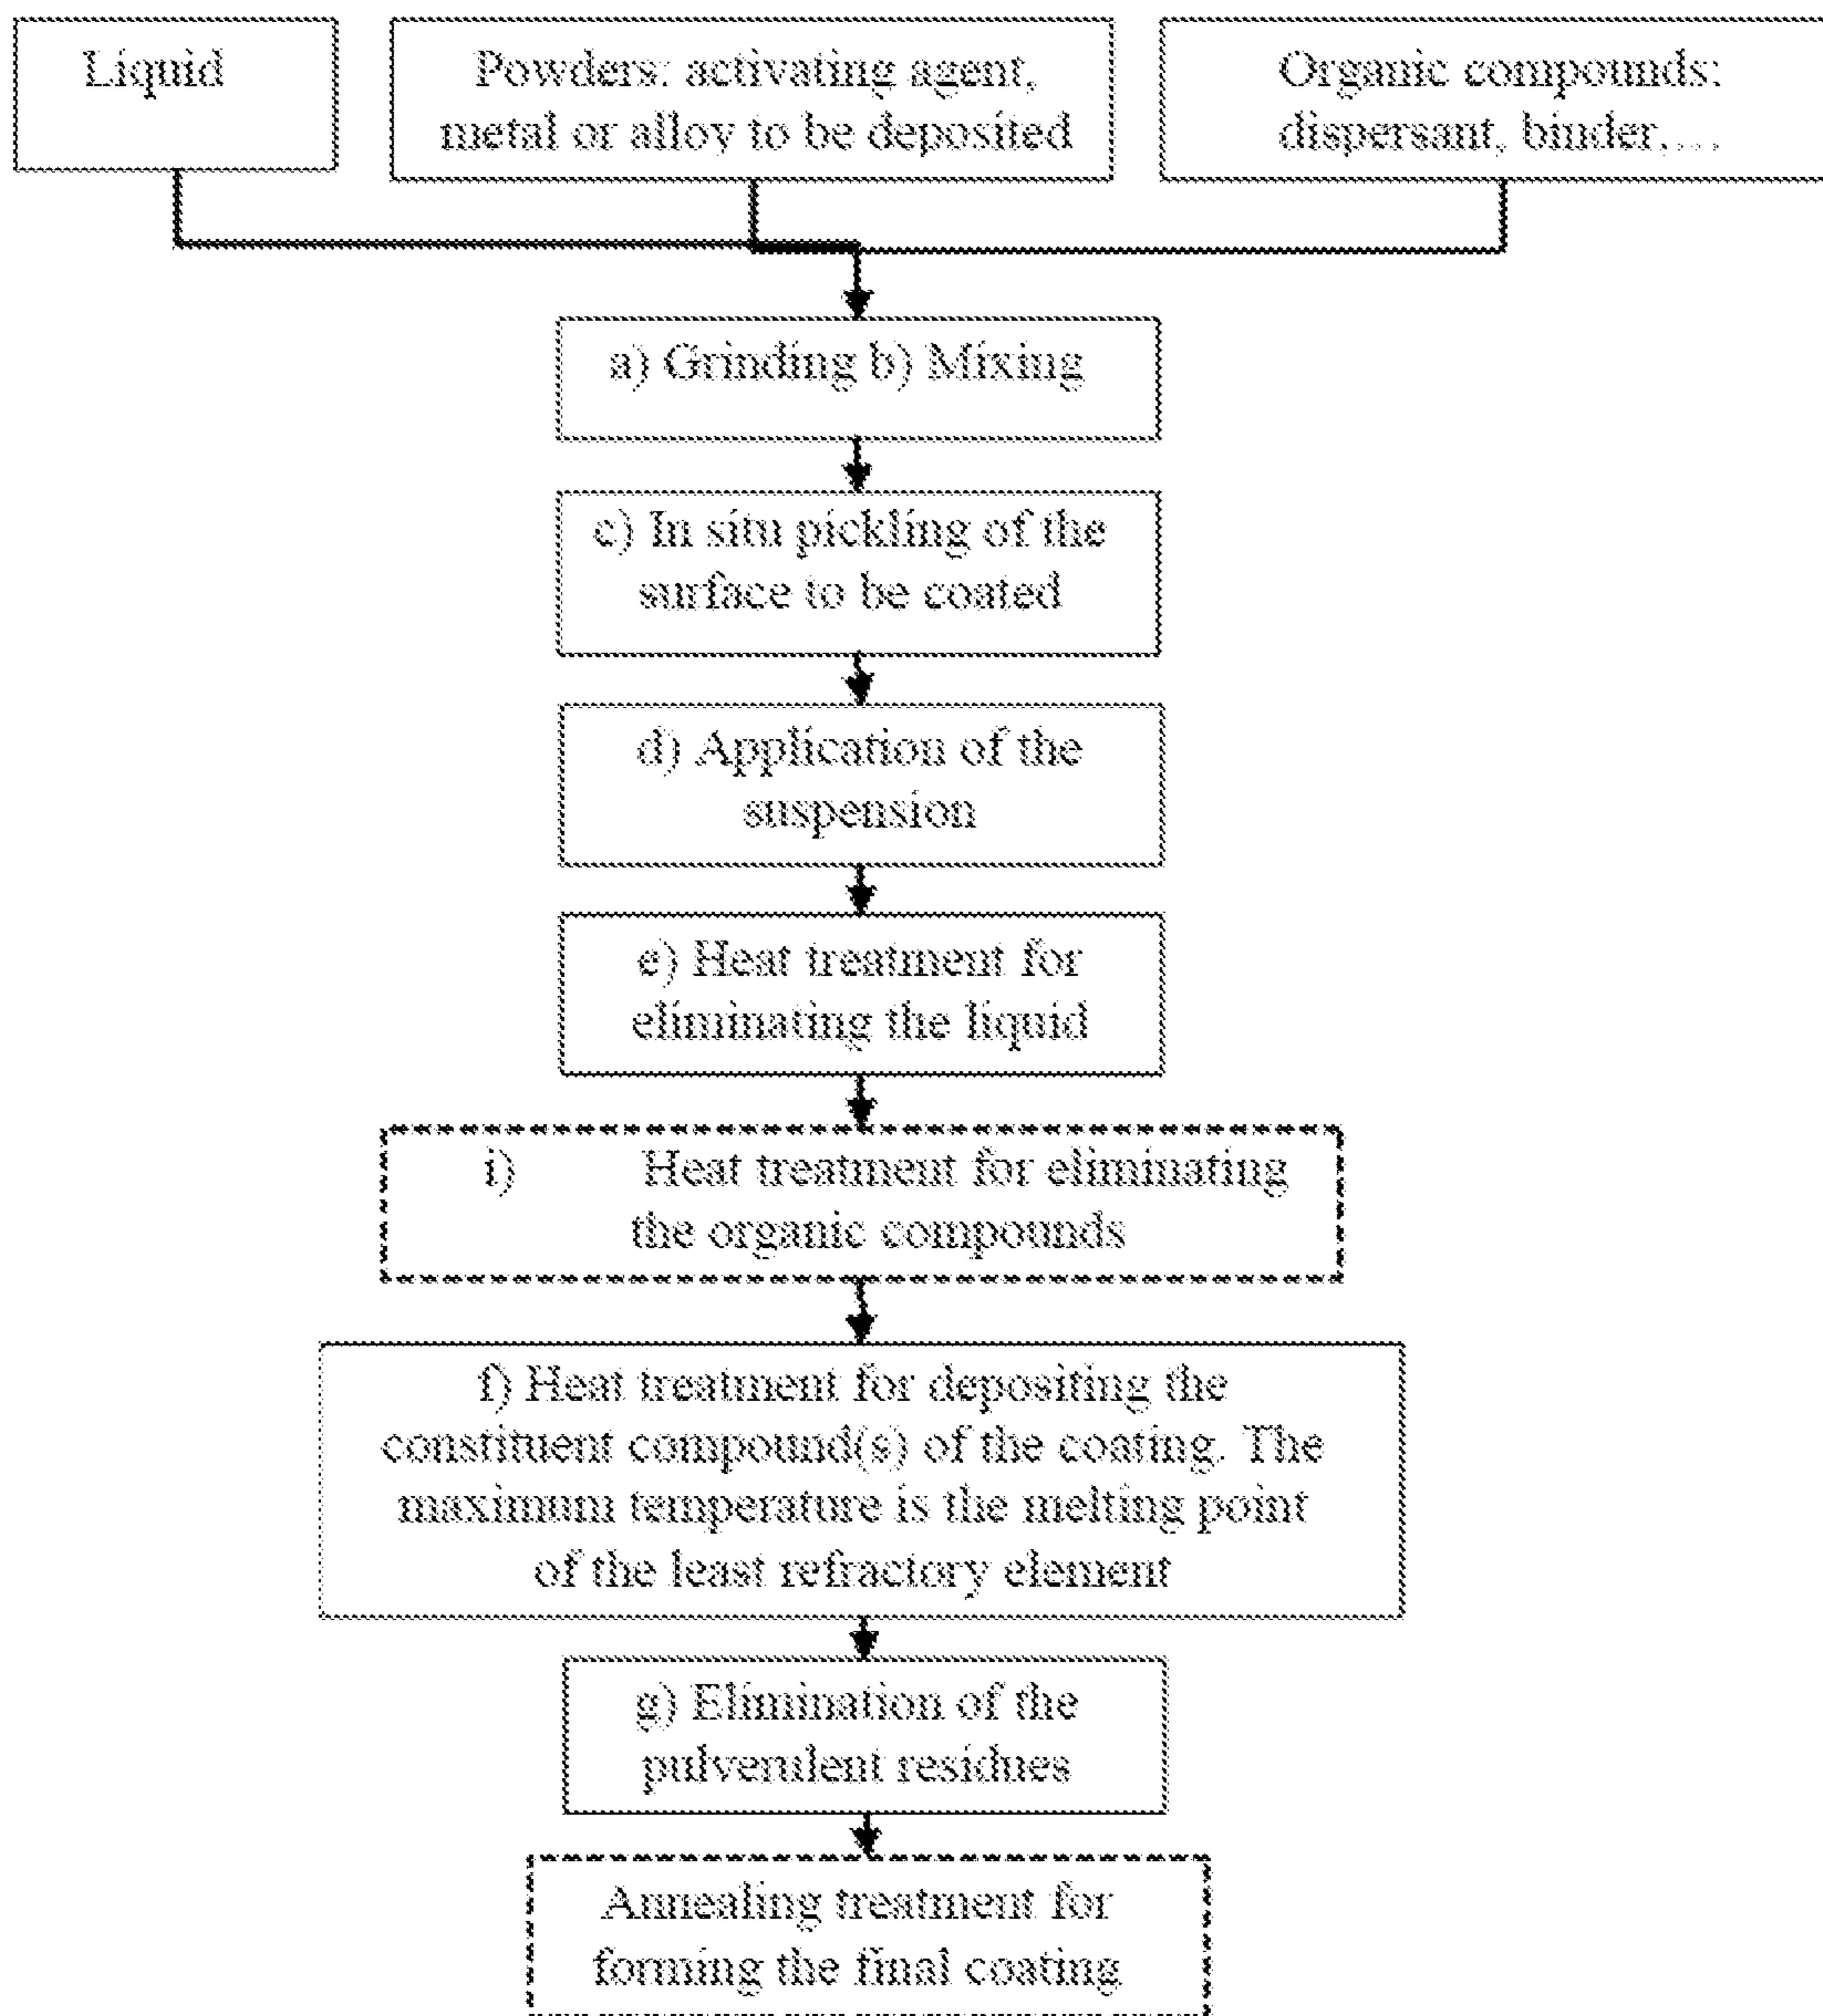 Liquid
Powders: activating agent,
metal or alloy to be deposited
Organic compounds:
dispersant, binder,...
a) Grinding b) Mixing
c) In situ pickling of the
surface to be coated
d) Application of the
suspension
e) Heat treatment for
eliminating the liquid
i) Heat treatment for eliminating
the organic compounds
f) Heat treatment for depositing the
constituent compound(s) of the coating. The
maximum temperature is the melting point
of the least refractory element
g) Elimination of the
pulverulent residues
Annealing treatment for
forming the final coating